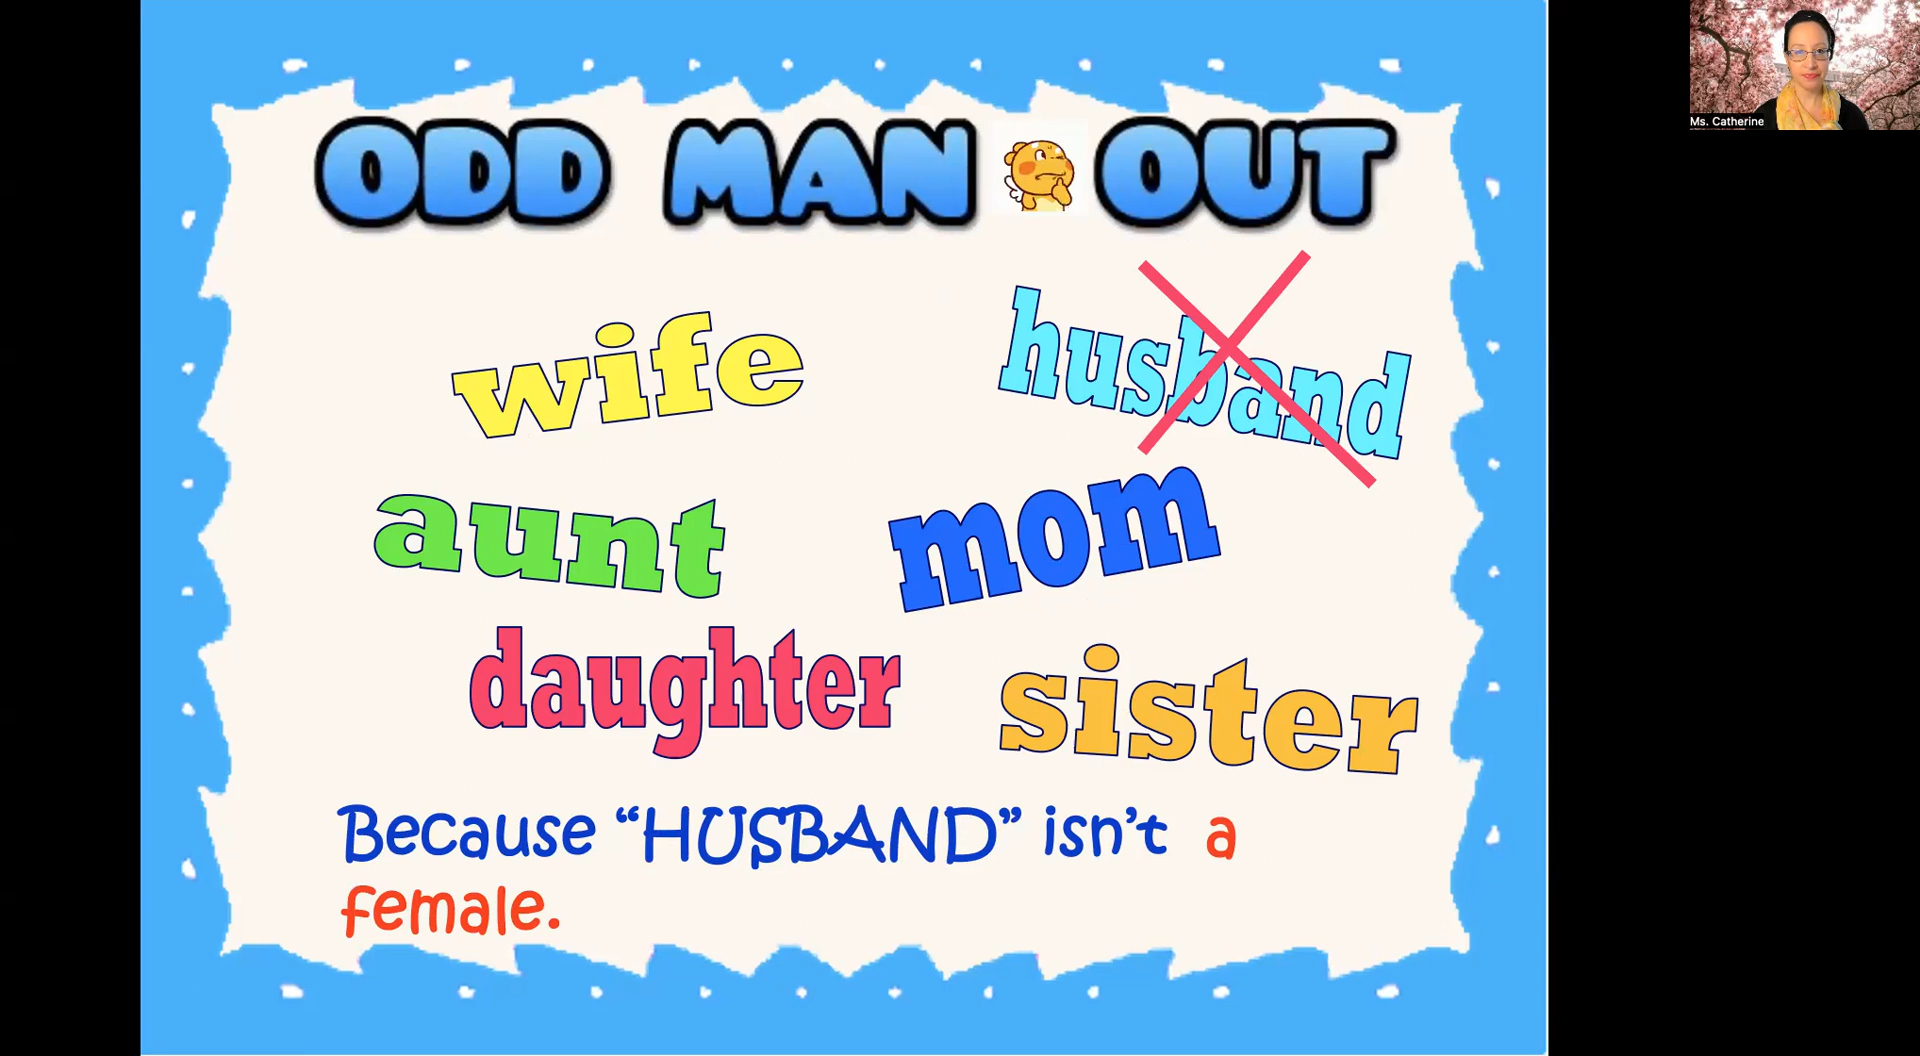 ODD MAN OUT
wife
husband
aunt
mom
daughter
sister
Because “HUSBAND” isn’t a
female.
Ms. Catherine